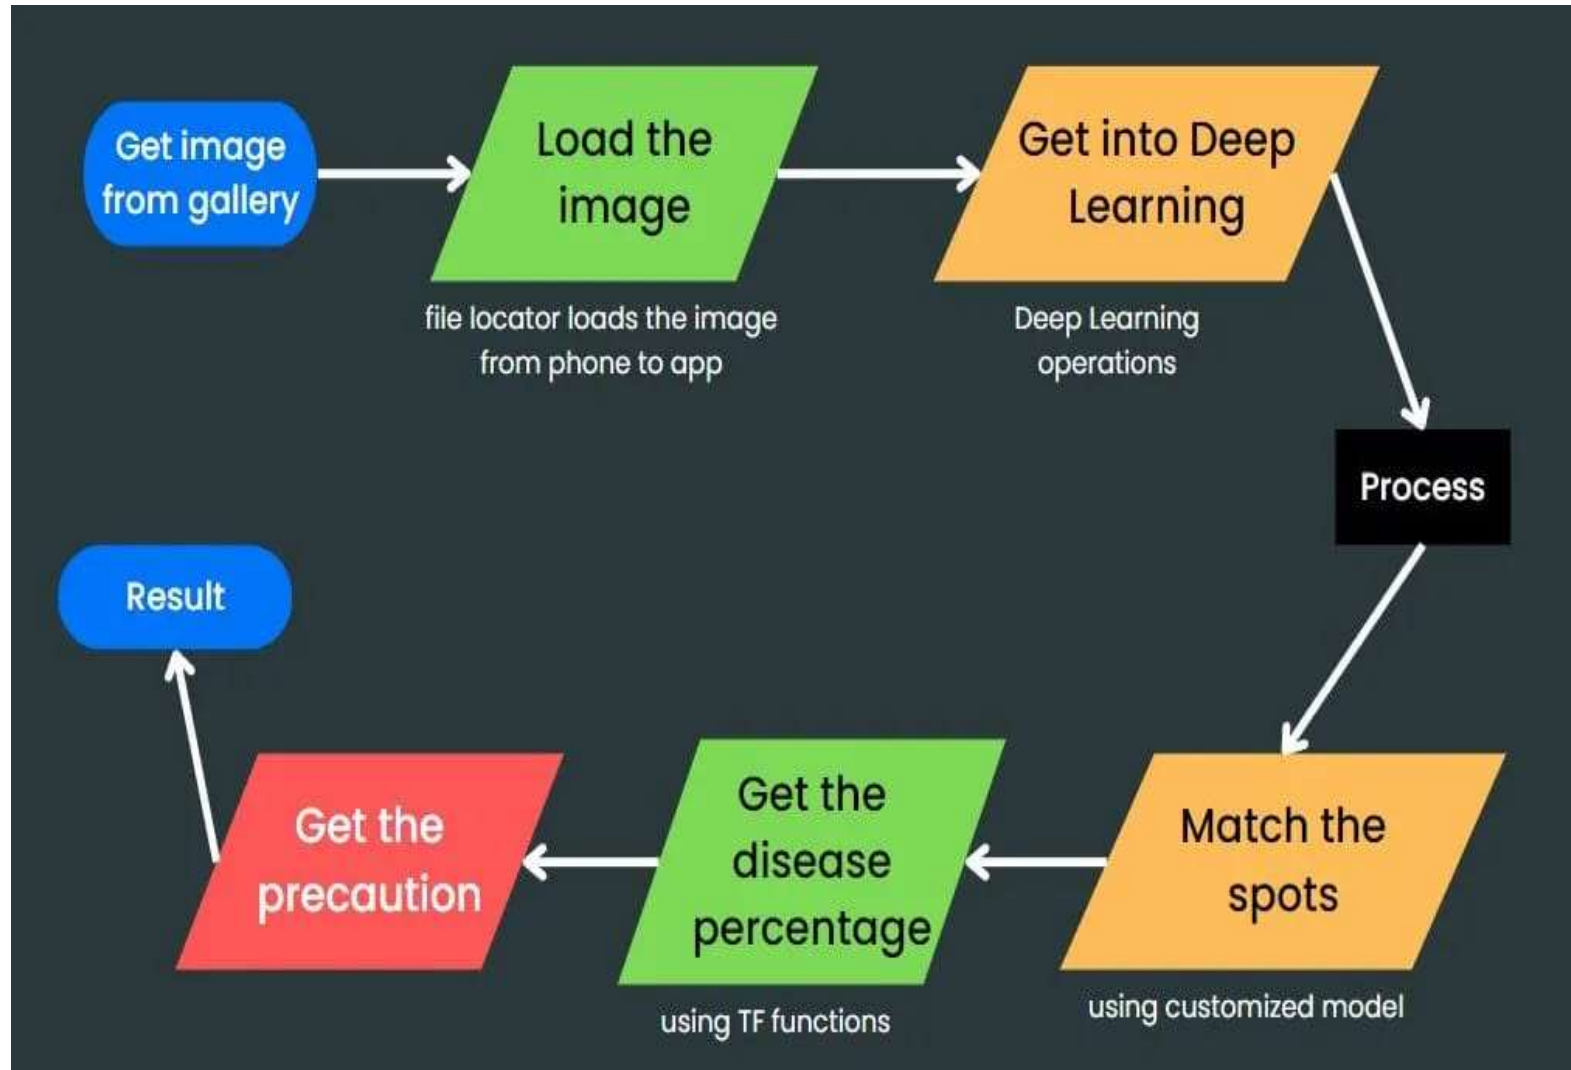 Get image
from gallery
Load the
image
file locator loads the image
from phone to app
Get into Deep
Learning
Deep Learning
operations
Process
Match the
spots
using customized model
Get the
disease
percentage
using TF functions
Get the
precaution
Result